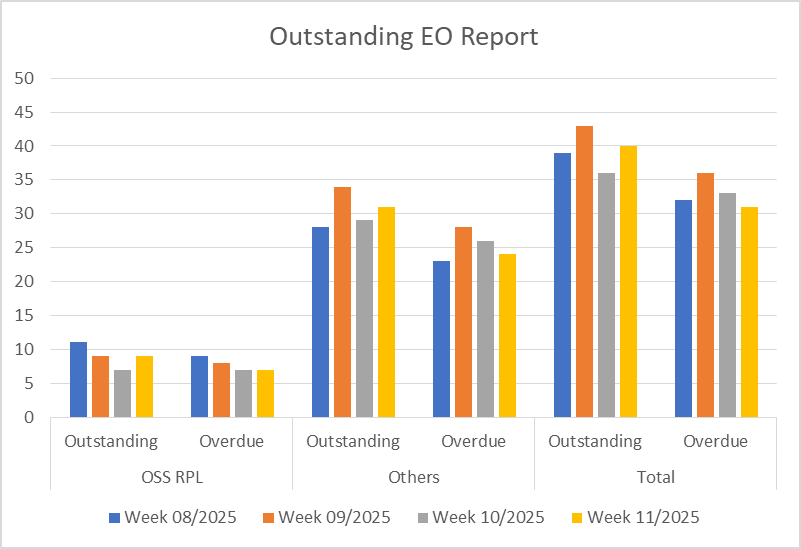 Outstanding EO Report
50
45
40
35
30
25
20
15
10
5
0
Outstanding Overdue Outstanding Overdue Outstanding Overdue
OSS RPL Others Total
Week 08/2025 Week 09/2025 Week 10/2025 Week 11/2025